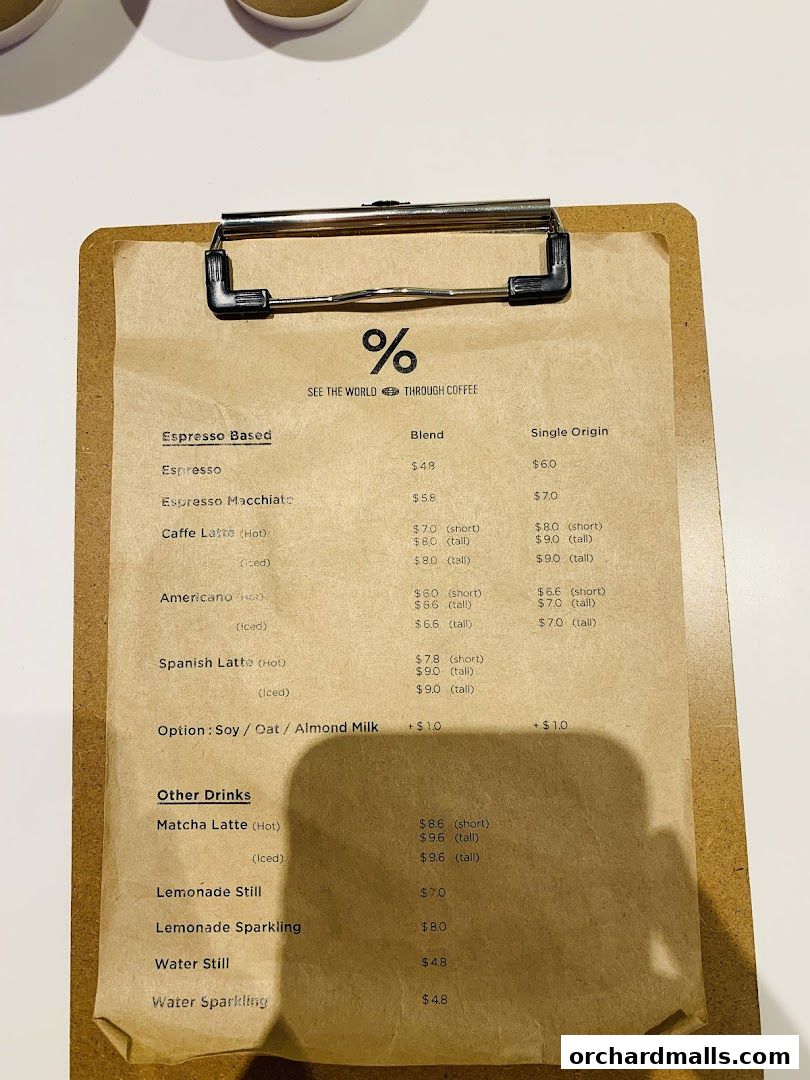 %
SEE THE WORLD THROUGH COFFEE
Espresso Based Blend Single Origin
Espresso $4.8 $6.0
Espresso Macchiato $5.8 $7.0
Caffe Latte (Hot) $7.0 (short) $8.0 (short)
$8.0 (tall) $9.0 (tall)
(Iced) $8.0 (tall) $9.0 (tall)
Americano (Hot) $6.0 (short) $6.6 (short)
$6.6 (tall) $7.0 (tall)
(Iced) $6.6 (tall) $7.0 (tall)
Spanish Latte (Hot) $7.8 (short)
$9.0 (tall)
(Iced) $9.0 (tall)
Option : Soy / Oat / Almond Milk + $1.0 + $1.0
Other Drinks
Matcha Latte (Hot) $8.6 (short)
$9.6 (tall)
(Iced) $9.6 (tall)
Lemonade Still $7.0
Lemonade Sparkling $8.0
Water Still $4.8
Water Sparkling $4.8
orchardmalls.com